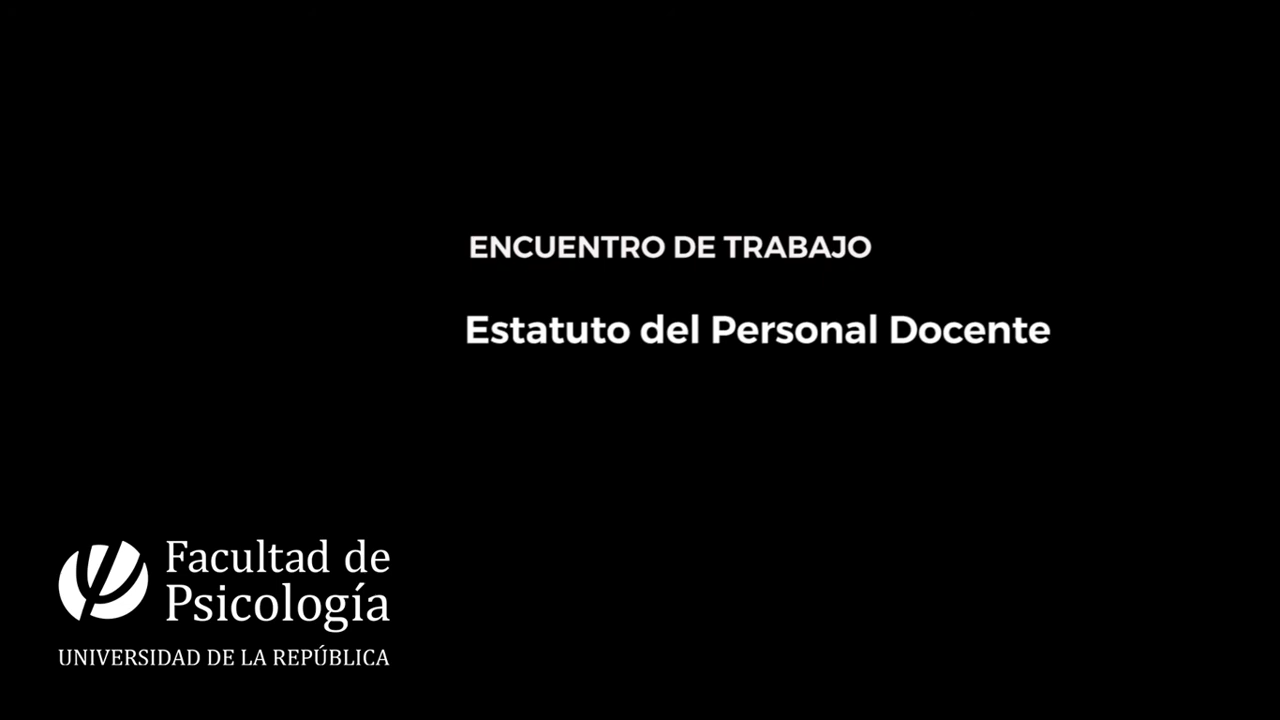 ENCUENTRO DE TRABAJO
Estatuto del Personal Docente
Facultad de
Psicología
UNIVERSIDAD DE LA REPÚBLICA